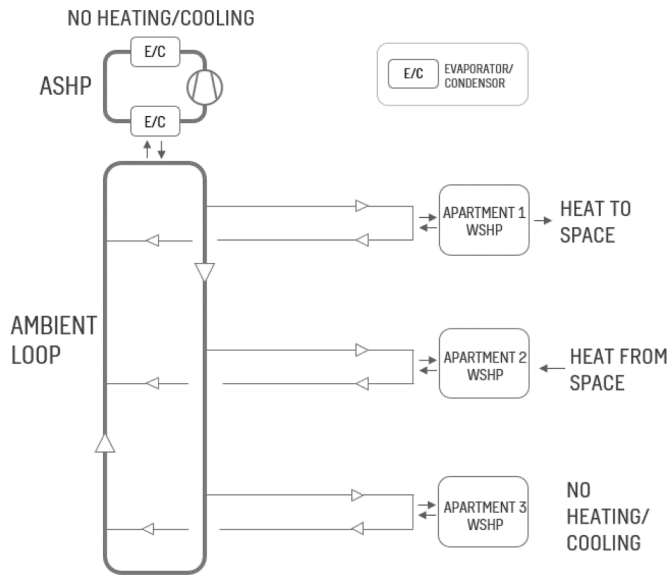 NO HEATING/COOLING
E/C
ASHP
E/C
E/C
EVAPORATOR/
CONDENSOR
APARTMENT 1
WSHP
HEAT TO
SPACE
AMBIENT
LOOP
APARTMENT 2
WSHP
HEAT FROM
SPACE
APARTMENT 3
WSHP
NO
HEATING/
COOLING